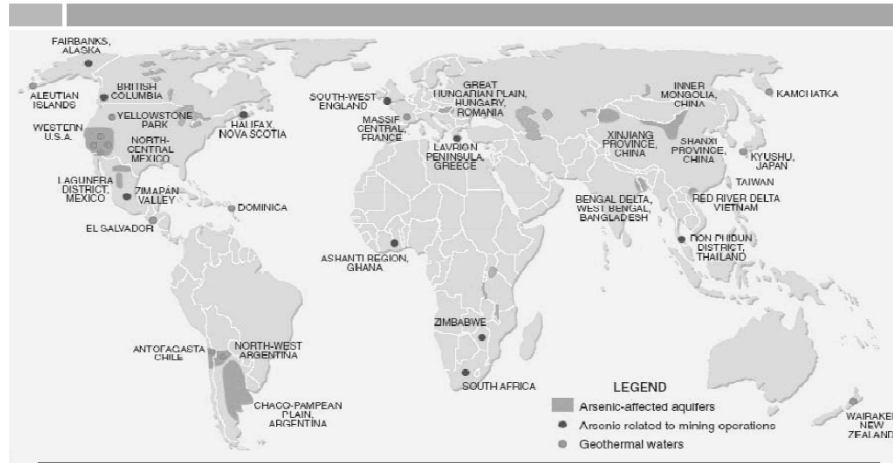 FAIRBANKS,
ALASKA
ALEUTIAN
ISLANDS
BRITISH
COLUMBIA
YELLOWSTONE
PARK
HALIFAX,
NOVA SCOTIA
WESTERN
U.S.A.
NORTH-
CENTRAL
MEXICO
LAGUNERA
DISTRICT,
MEXICO
ZIMAPAN
VALLEY
EL SALVADOR
DOMINICA
ANTOFAGASTA
CHILE
NORTH-WEST
ARGENTINA
CHACO-PAMPEAN
PLAIN,
ARGENTINA
SOUTH-WEST
ENGLAND
MASSIF
CENTRAL,
FRANCE
GREAT
HUNGARIAN PLAIN,
HUNGARY,
ROMANIA
LAVRION
PENINSULA,
GREECE
ASHANTI REGION,
GHANA
ZIMBABWE
SOUTH AFRICA
INNER
MONGOLIA,
CHINA
KAMCHATKA
XINJIANG
PROVINCE,
CHINA
SHANXI
PROVINCE,
CHINA
KYUSHU,
JAPAN
TAIWAN
BENGAL DELTA,
WEST BENGAL,
BANGLADESH
RED RIVER DELTA
VIETNAM
RON PHIBUN
DISTRICT,
THAILAND
WAIRAKEI
NEW
ZEALAND
LEGEND
Arsenic-affected aquifers
Arsenic related to mining operations
Geothermal waters